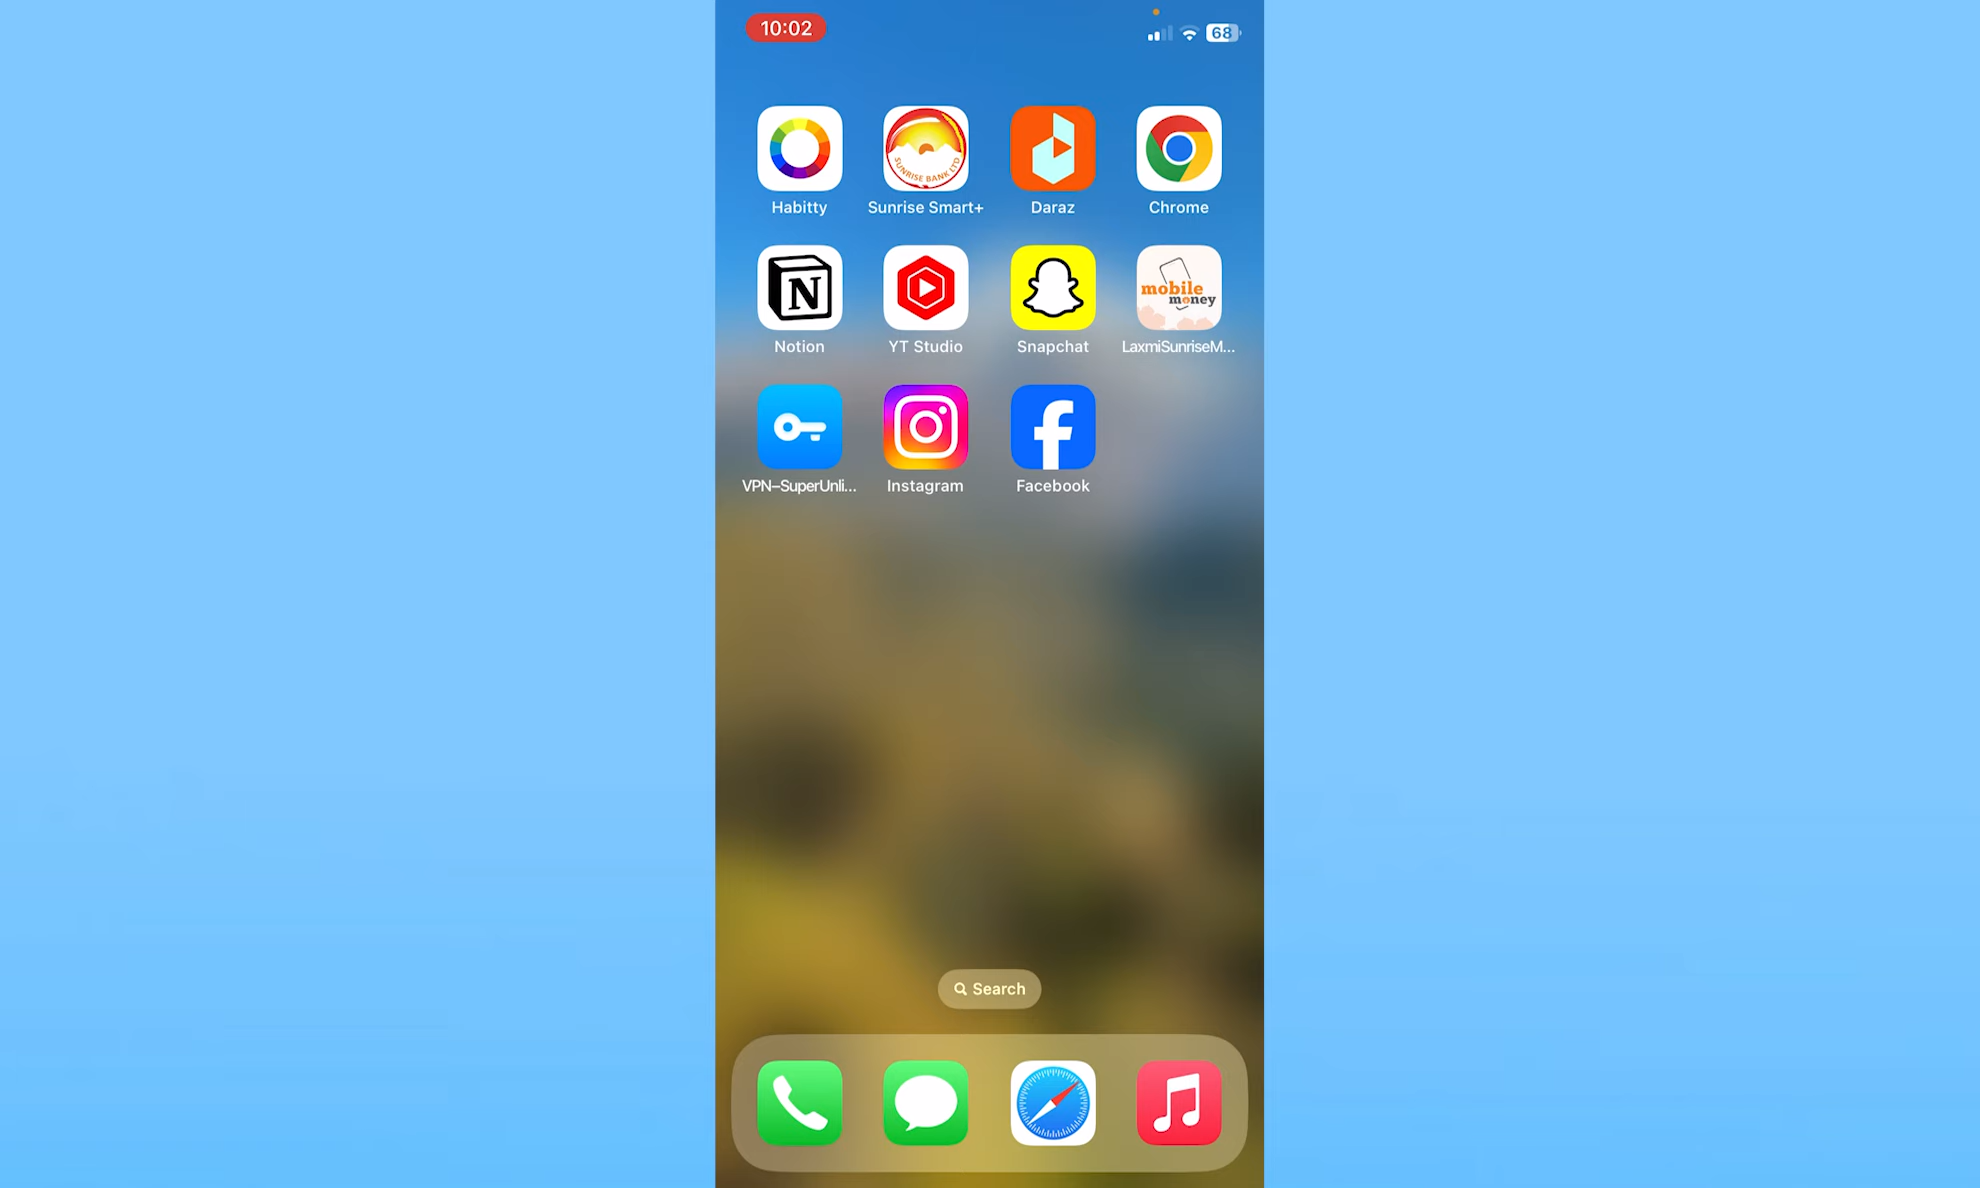 10:02
68
SUNRISE BANK LTD
Habitty
Sunrise Smart+
Daraz
Chrome
N
mobile
money
Notion
YT Studio
Snapchat
LaxmiSunriseM...
VPN–SuperUnli...
Instagram
Facebook
Search